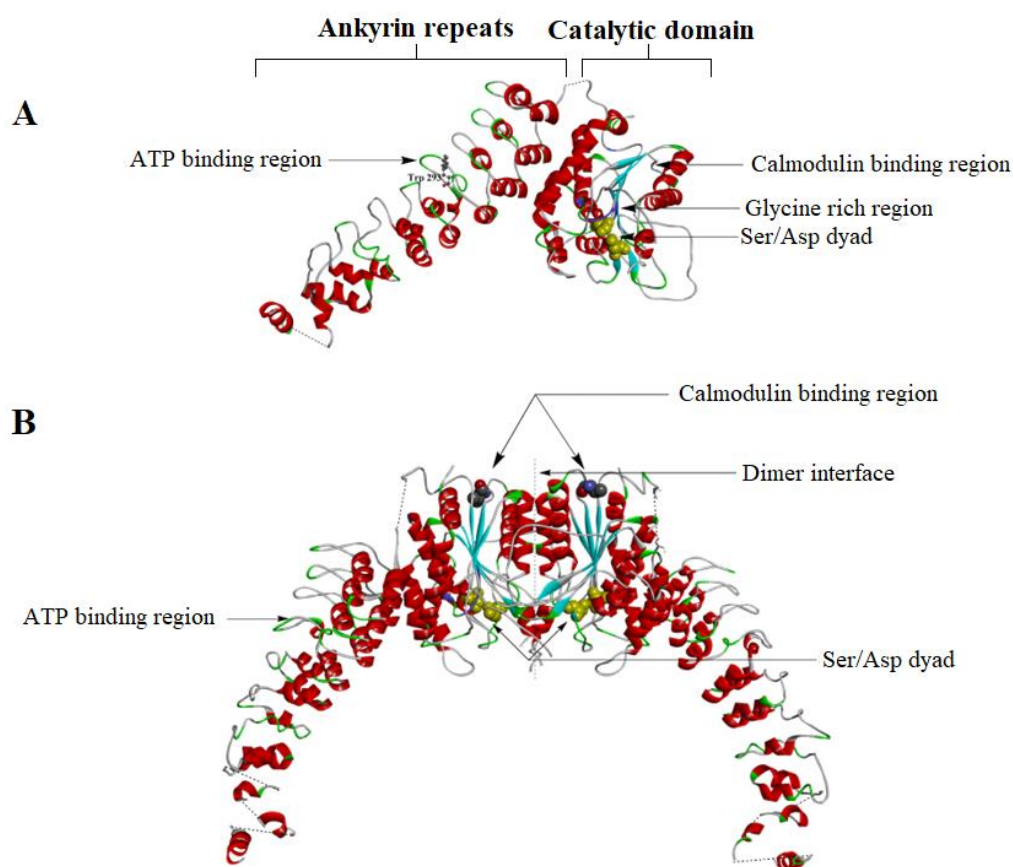 Ankyrin repeats Catalytic domain
A
ATP binding region
Trp 293
Calmodulin binding region
Glycine rich region
Ser/Asp dyad
B
Calmodulin binding region
Dimer interface
ATP binding region
Ser/Asp dyad